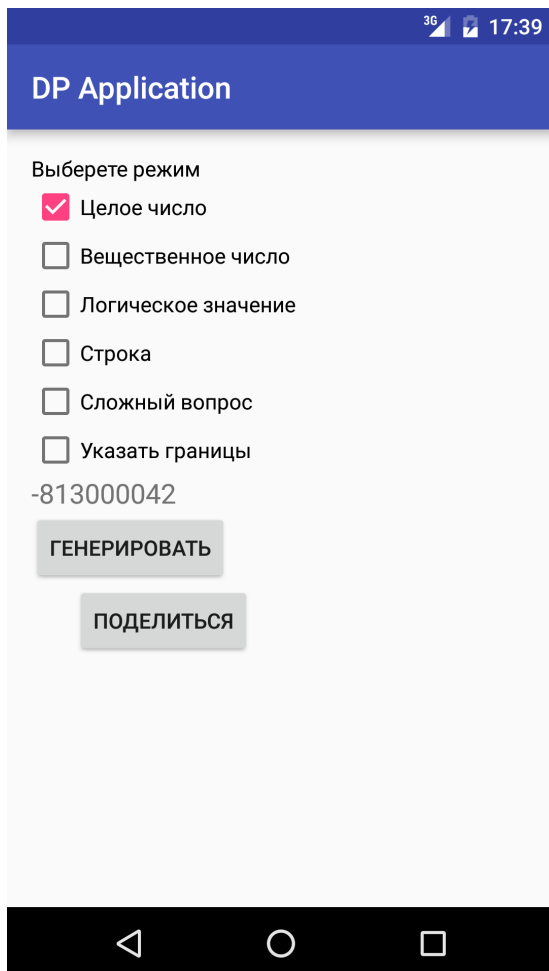 3G 17:39
DP Application
Выберете режим
Целое число
Вещественное число
Логическое значение
Строка
Сложный вопрос
Указать границы
-813000042
ГЕНЕРИРОВАТЬ
ПОДЕЛИТЬСЯ